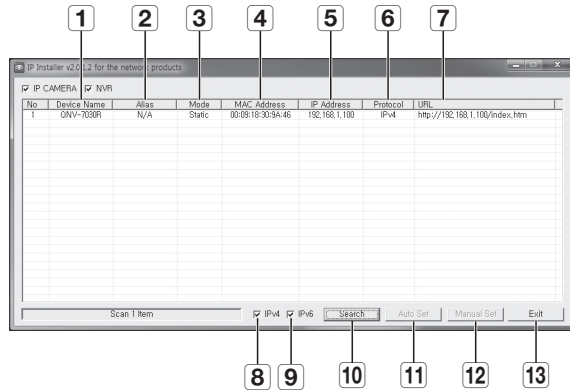 1 2 3 4 5 6 7
IP Installer v2.0.1.2 for the network products
IP CAMERA NVR
No Device Name Alias Mode MAC Address IP Address Protocol URL
1 QNV-7030R N/A Static 00:09:18:30:9A:46 192,168,1,100 IPv4 http://192,168,1,100/index,htm
Scan 1 Item IPv4 IPv6 Search Auto Set Manual Set Exit
8 9 10 11 12 13